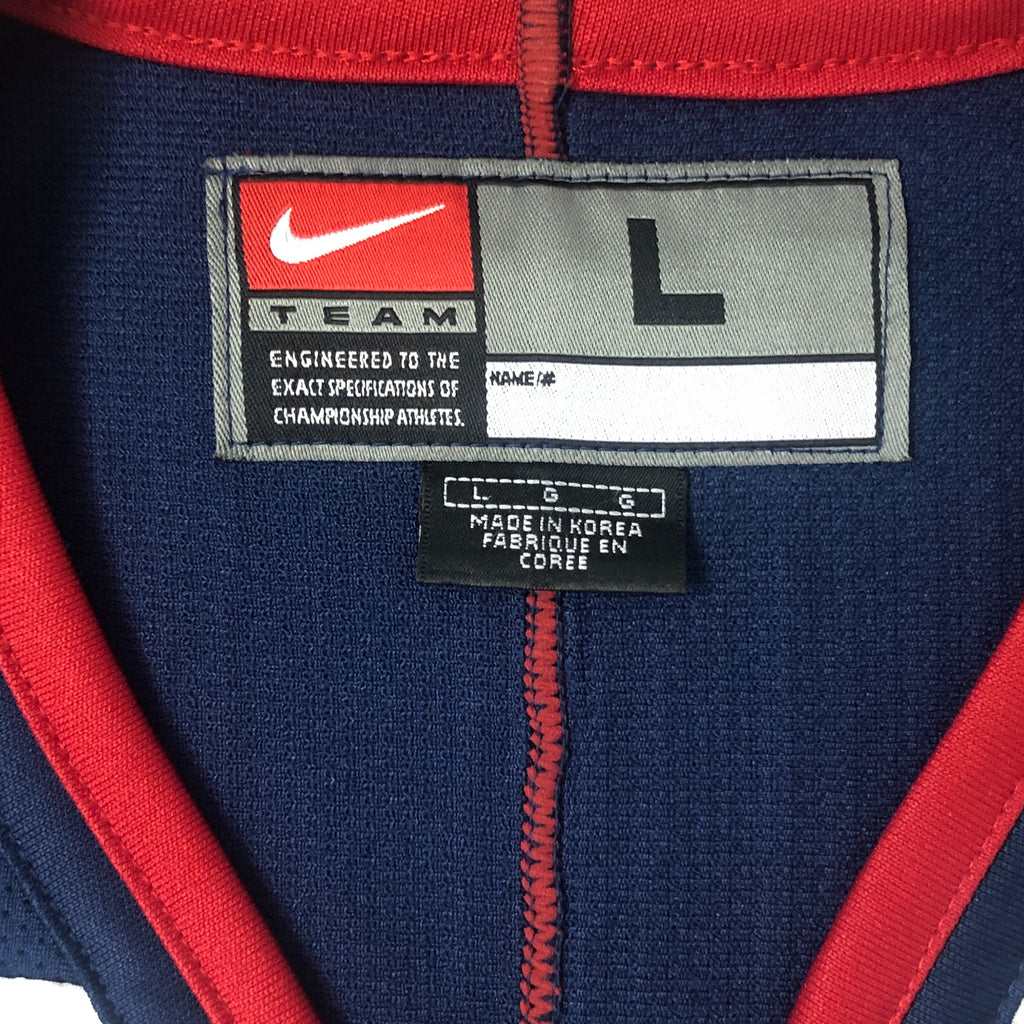 TEAM
ENGINEERED TO THE
EXACT SPECIFICATIONS OF
CHAMPIONSHIP ATHLETES.
L
NAME/#
L G G
MADE IN KOREA
FABRIQUE EN
COREE